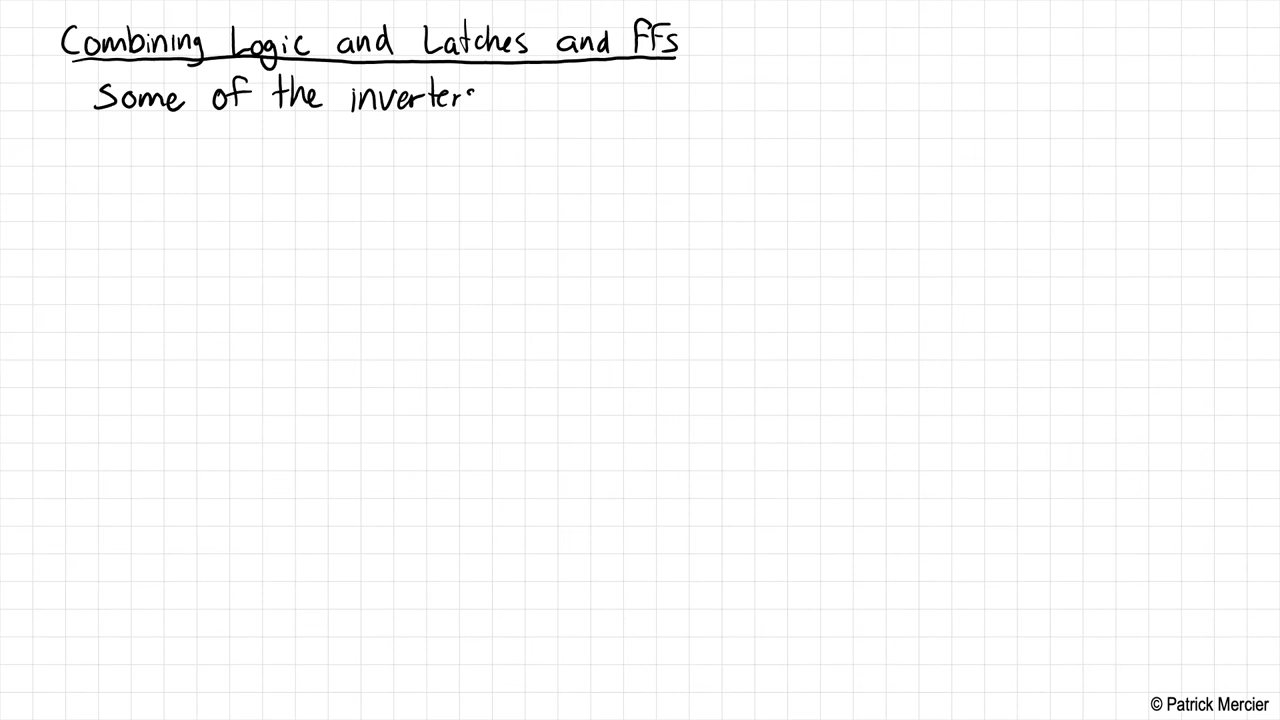 Combining Logic and Latches and FFs
Some of the inverter
© Patrick Mercier